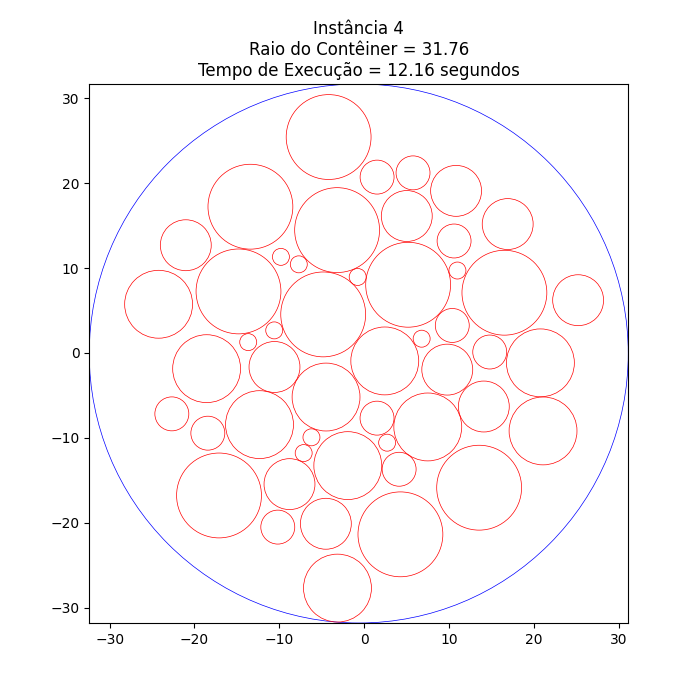 Instância 4
Raio do Contêiner = 31.76
Tempo de Execução = 12.16 segundos
30
20
10
0
−10
−20
−30
−30 −20 −10 0 10 20 30